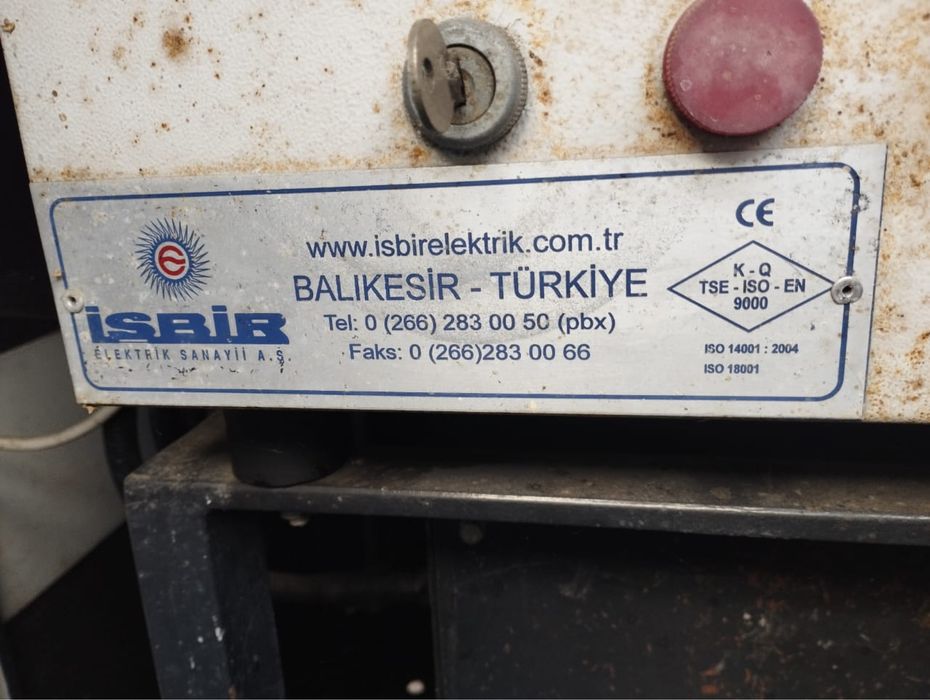 İŞBİR
ELEKTRİK SANAYİİ A.Ş.
www.isbirelektrik.com.tr
BALIKESİR - TÜRKİYE
Tel: 0 (266) 283 00 50 (pbx)
Faks: 0 (266)283 00 66
CE
K - Q
TSE - ISO - EN
9000
ISO 14001 : 2004
ISO 18001